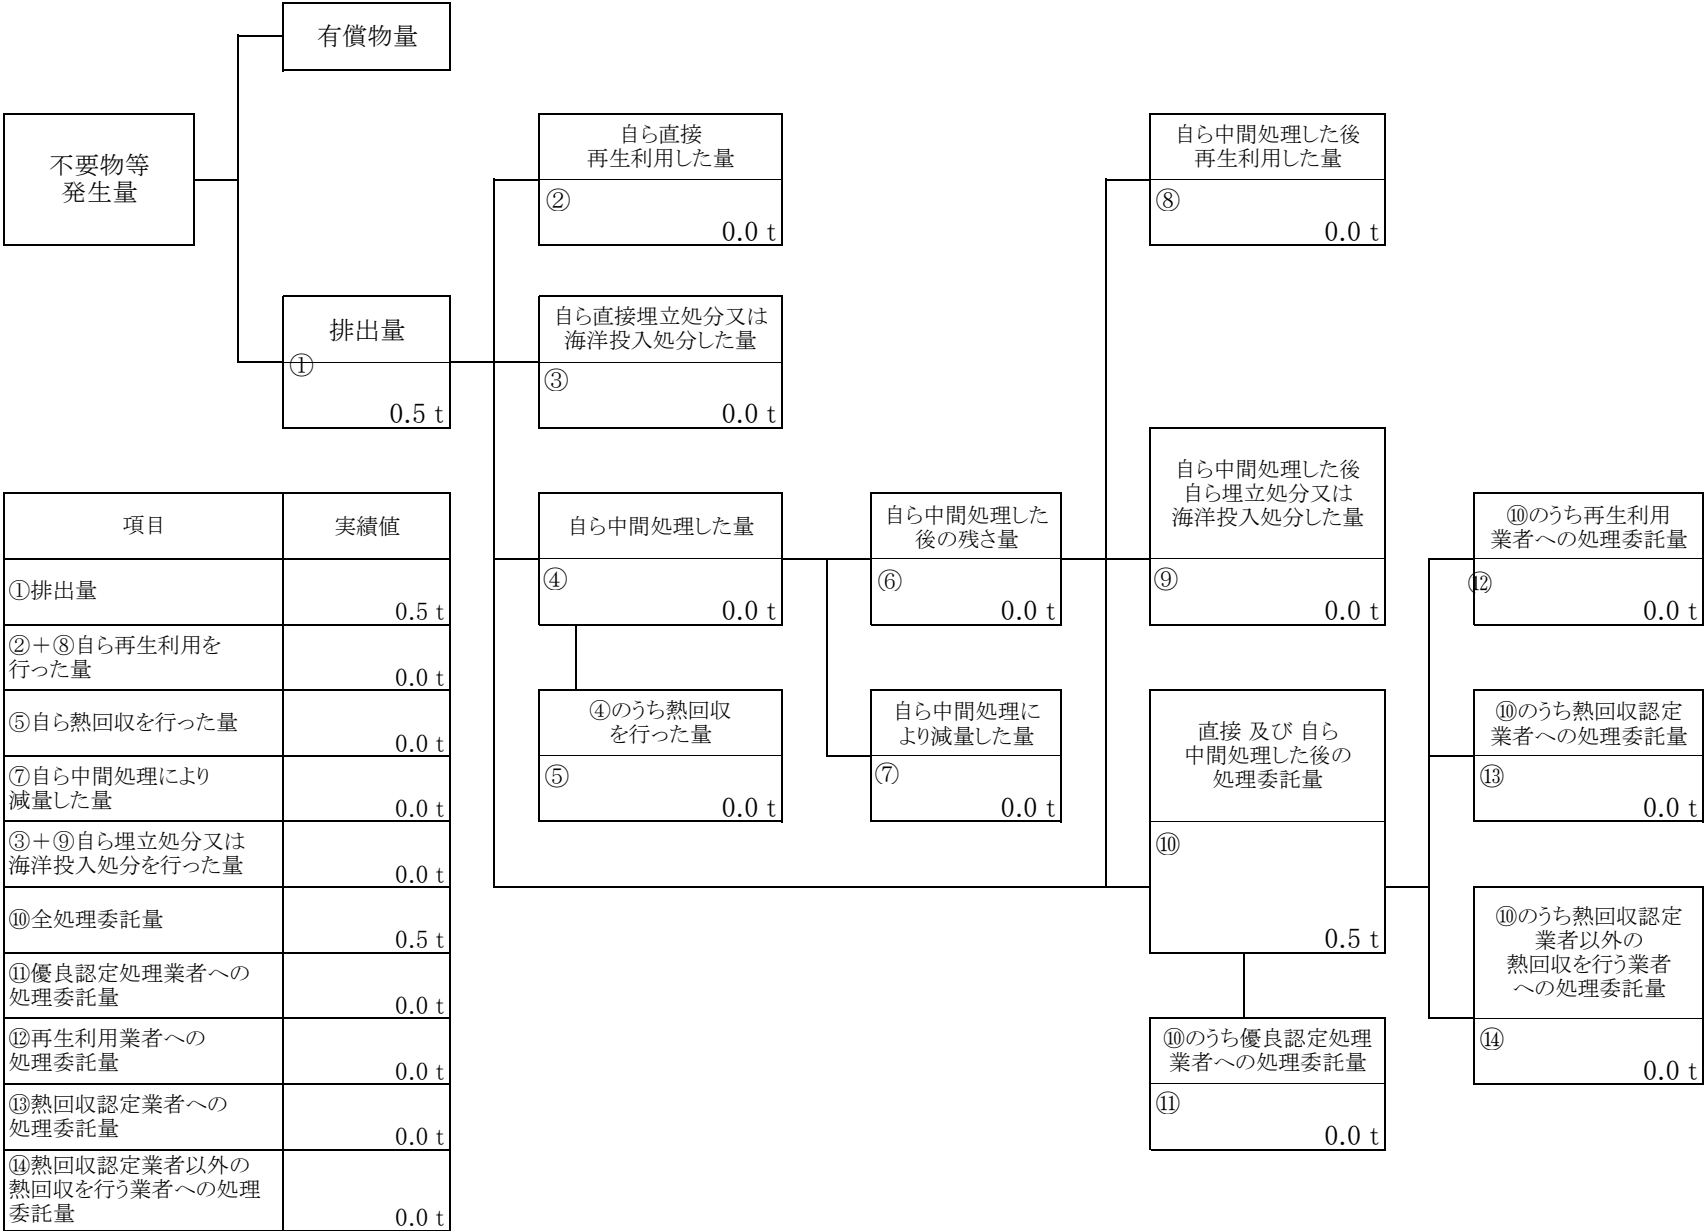 有償物量
不要物等
発生量
自ら直接
再生利用した量
②
0.0 t
自ら中間処理した後
再生利用した量
⑧
0.0 t
排出量
①
0.5 t
自ら直接埋立処分又は
海洋投入処分した量
③
0.0 t
自ら中間処理した量
④
0.0 t
自ら中間処理した
後の残さ量
⑥
0.0 t
自ら中間処理した後
自ら埋立処分又は
海洋投入処分した量
⑨
0.0 t
⑩のうち再生利用
業者への処理委託量
⑫
0.0 t
④のうち熱回収
を行った量
⑤
0.0 t
自ら中間処理に
より減量した量
⑦
0.0 t
直接 及び 自ら
中間処理した後の
処理委託量
⑩
0.5 t
⑩のうち熱回収認定
業者への処理委託量
⑬
0.0 t
⑩のうち熱回収認定
業者以外の
熱回収を行う業者
への処理委託量
⑭
0.0 t
⑩のうち優良認定処理
業者への処理委託量
⑪
0.0 t
項目 実績値
①排出量
0.5 t
②+⑧自ら再生利用を
行った量
0.0 t
⑤自ら熱回収を行った量
0.0 t
⑦自ら中間処理により
減量した量
0.0 t
③+⑨自ら埋立処分又は
海洋投入処分を行った量
0.0 t
⑩全処理委託量
0.5 t
⑪優良認定処理業者への
処理委託量
0.0 t
⑫再生利用業者への
処理委託量
0.0 t
⑬熱回収認定業者への
処理委託量
0.0 t
⑭熱回収認定業者以外の
熱回収を行う業者への処理
委託量
0.0 t